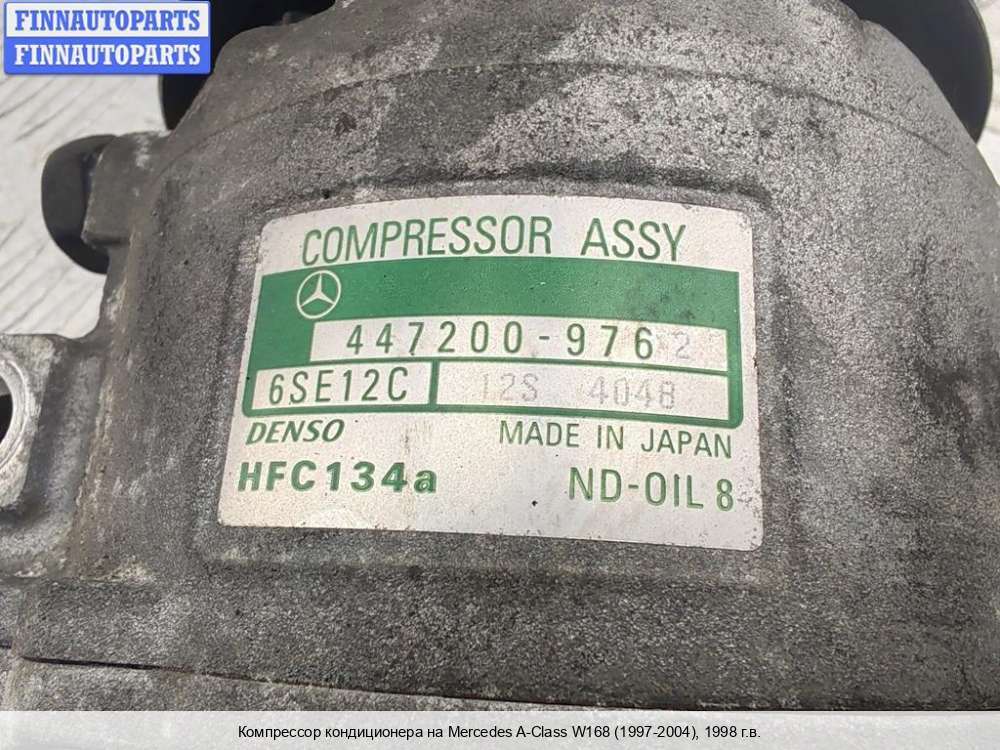 FINNAUTOPARTS
FINNAUTOPARTS
COMPRESSOR ASSY
447200-9762
6SE12C 12S 4048
DENSO MADE IN JAPAN
HFC134a ND-OIL 8
Компрессор кондиционера на Mercedes A-Class W168 (1997-2004), 1998 г.в.